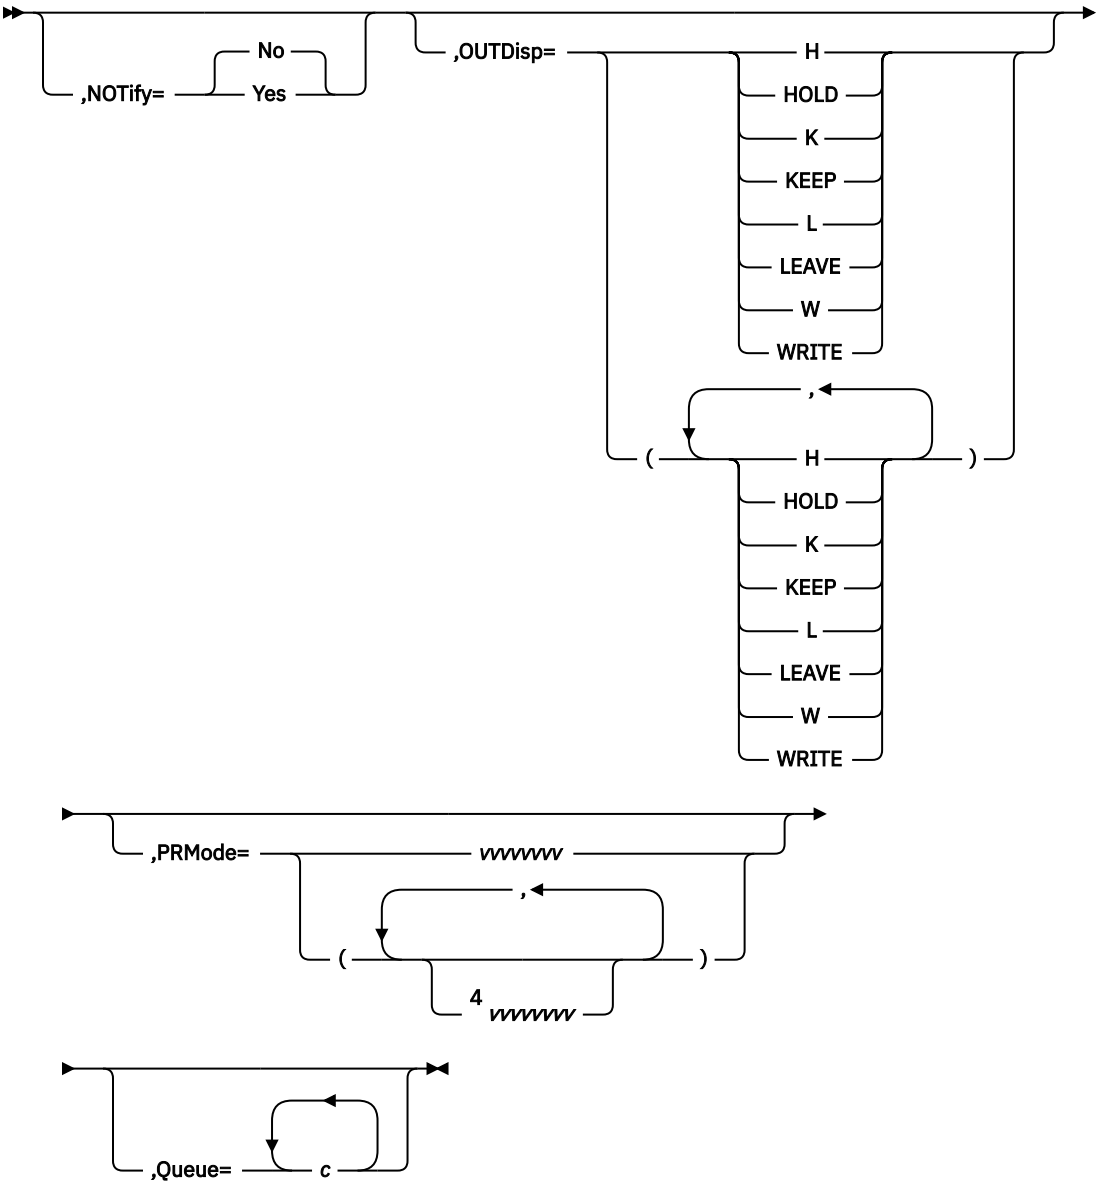 No
,NOTify= Yes
,OUTDisp= H
HOLD
K
KEEP
L
LEAVE
W
WRITE
,
( H )
HOLD
K
KEEP
L
LEAVE
W
WRITE
,PRMode= vvvvvvvv
,
( )
4 vvvvvvvv
,Queue= c